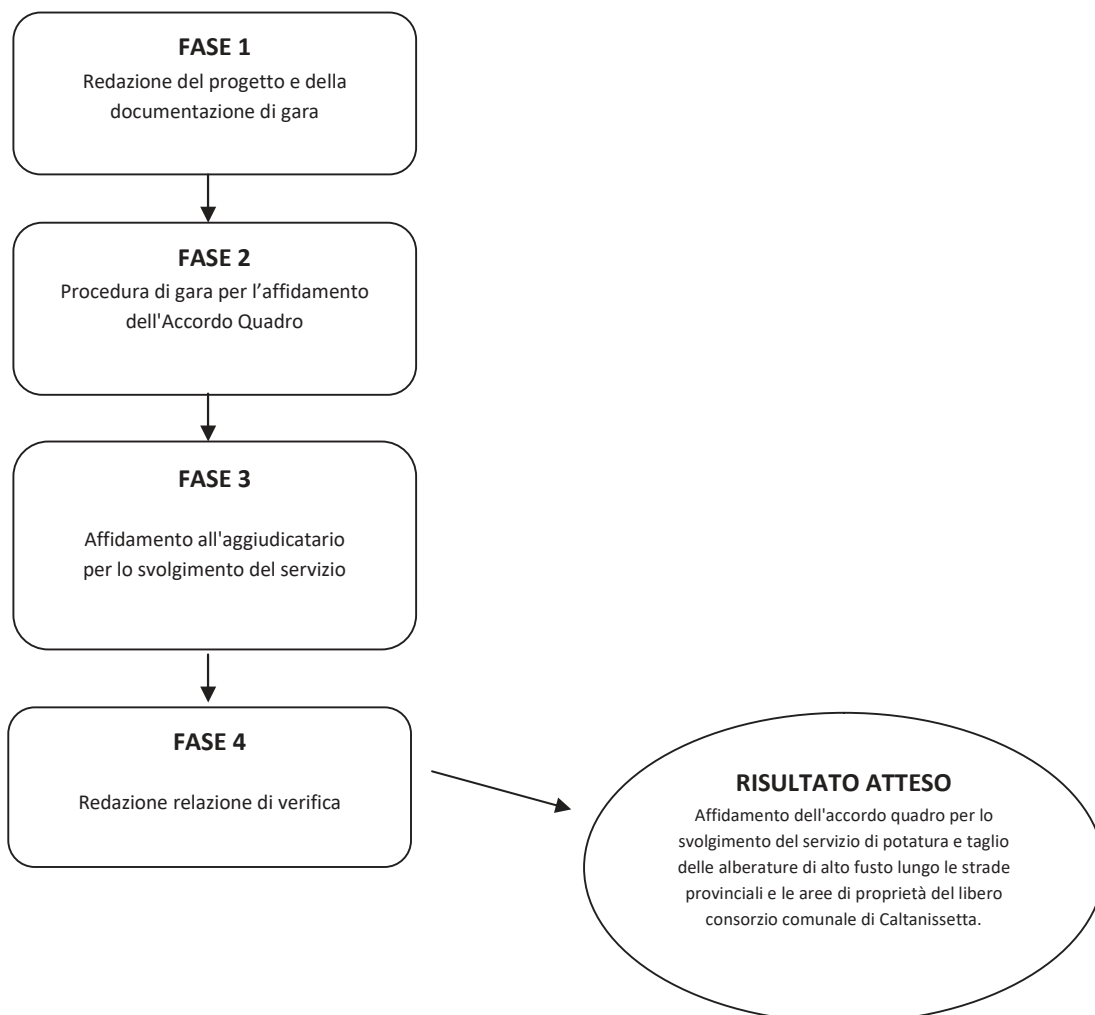 FASE 1
Redazione del progetto e della
documentazione di gara
FASE 2
Procedura di gara per l’affidamento
dell'Accordo Quadro
FASE 3
Affidamento all'aggiudicatario
per lo svolgimento del servizio
FASE 4
Redazione relazione di verifica
RISULTATO ATTESO
Affidamento dell'accordo quadro per lo
svolgimento del servizio di potatura e taglio
delle alberature di alto fusto lungo le strade
provinciali e le aree di proprietà del libero
consorzio comunale di Caltanissetta.